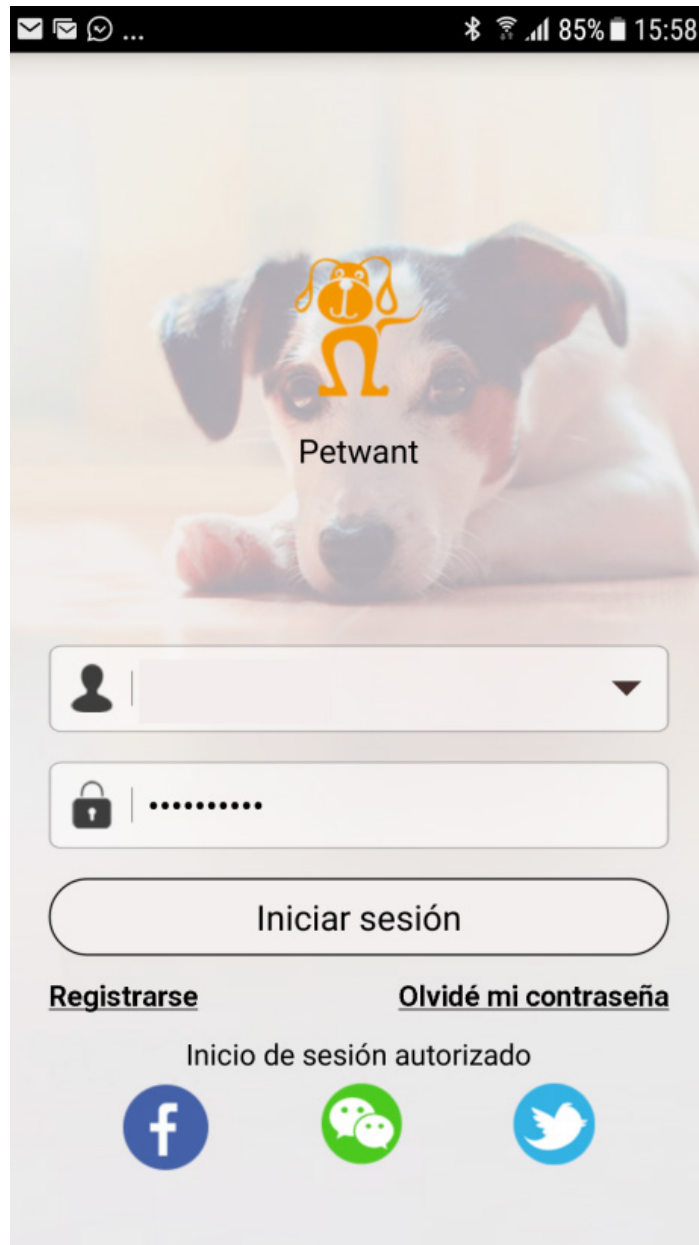 ... 85% 15:58
Petwant
••••••••••
Iniciar sesión
Registrarse Olvidé mi contraseña
Inicio de sesión autorizado